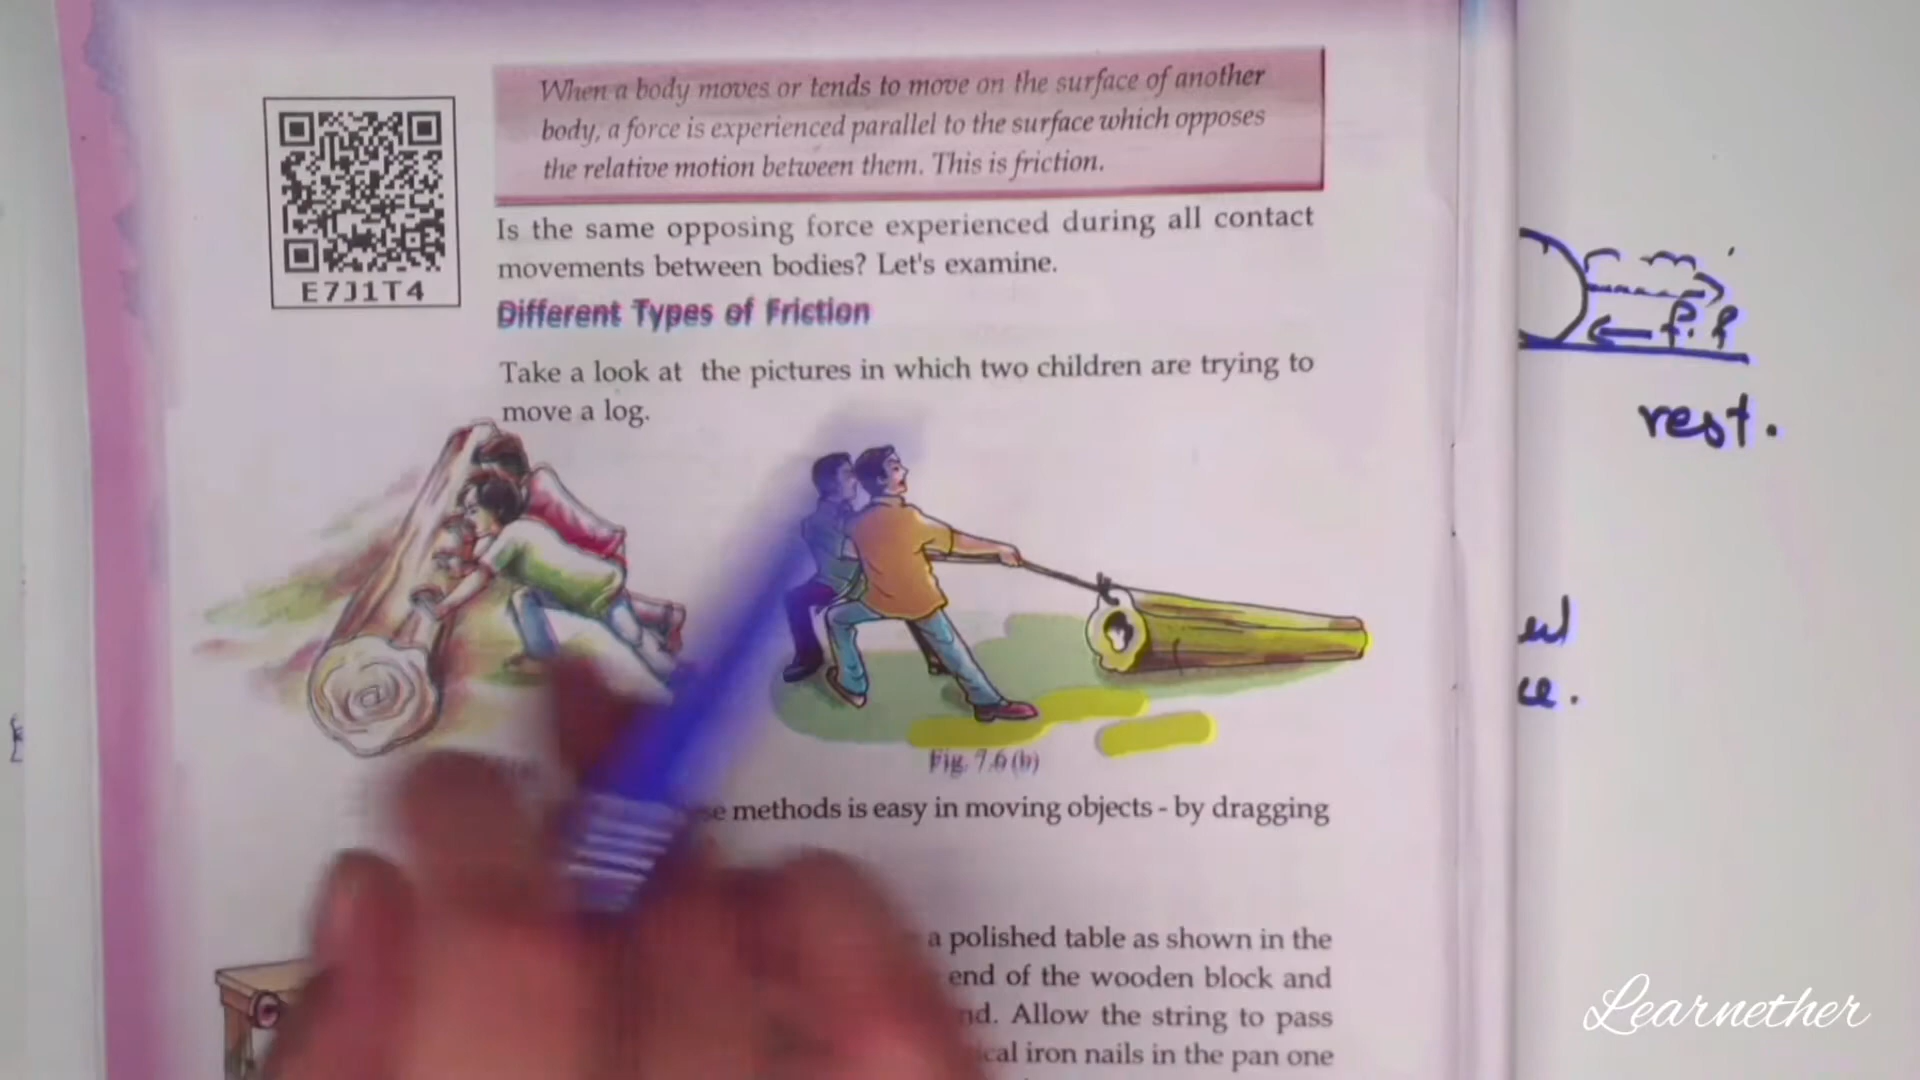 When a body moves or tends to move on the surface of another
body, a force is experienced parallel to the surface which opposes
the relative motion between them. This is friction.
E7J1T4
Is the same opposing force experienced during all contact
movements between bodies? Let's examine.
Different Types of Friction
Take a look at the pictures in which two children are trying to
move a log.
f.f
rest.
Fig. 7.6 (b)
methods is easy in moving objects - by dragging
a polished table as shown in the
end of the wooden block and
Allow the string to pass
iron nails in the pan one
Learnether